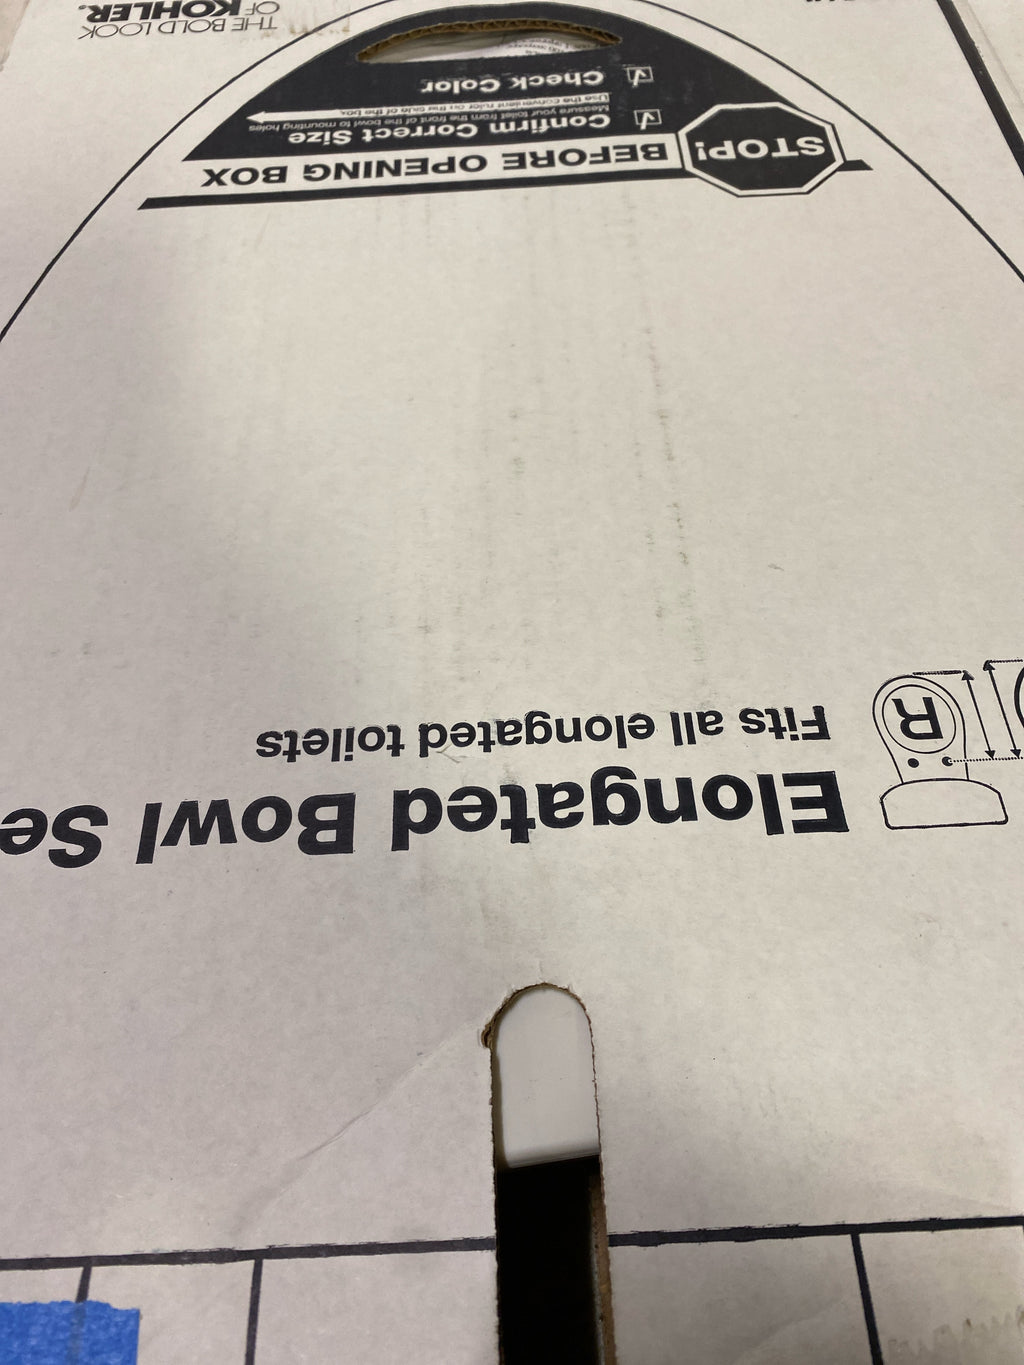 Elongated Bowl Se
Fits all elongated toilets
R
STOP! BEFORE OPENING BOX
Confirm Correct Size
Measure your toilet from the front of the bowl to mounting holes
Use the convenient ruler on this side of the box.
Check Color
THE BOLD LOOK
OF KOHLER®